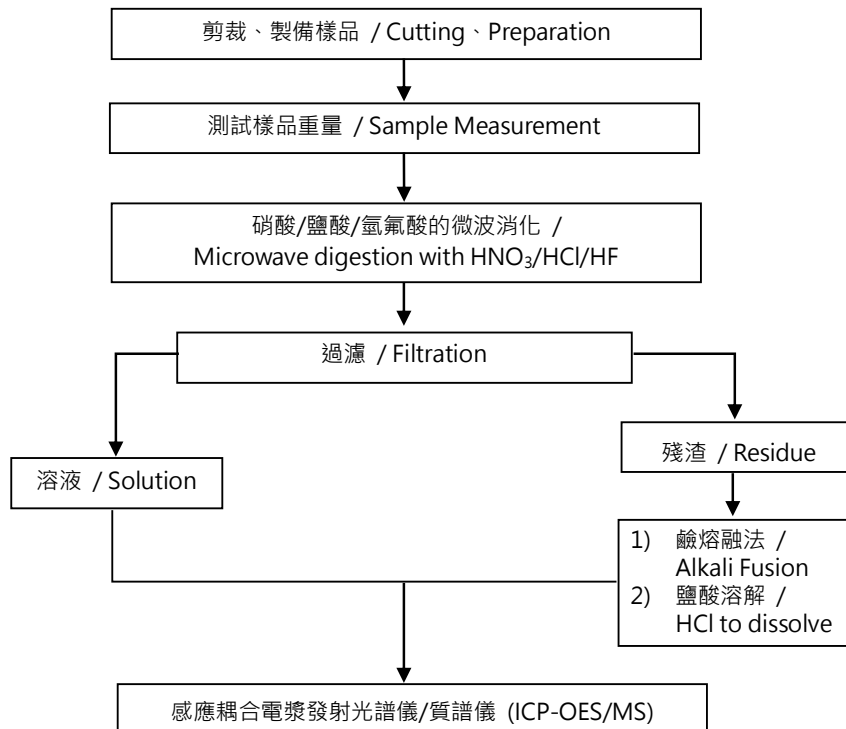 剪裁、製備樣品 / Cutting、Preparation
測試樣品重量 / Sample Measurement
硝酸/鹽酸/氫氟酸的微波消化 /
Microwave digestion with HNO₃/HCl/HF
過濾 / Filtration
溶液 / Solution
殘渣 / Residue
1) 鹼熔融法 /
Alkali Fusion
2) 鹽酸溶解 /
HCl to dissolve
感應耦合電漿發射光譜儀/質譜儀 (ICP-OES/MS)